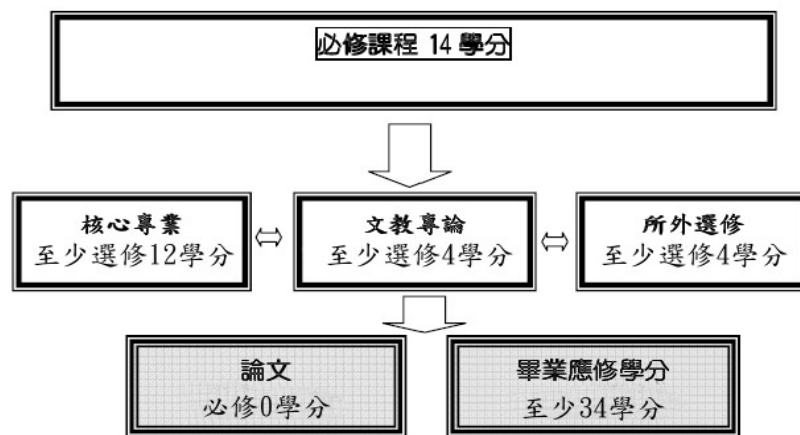 必修課程 14 學分
核心專業
至少選修12學分
文教專論
至少選修4學分
所外選修
至少選修4學分
論文
必修0學分
畢業應修學分
至少34學分